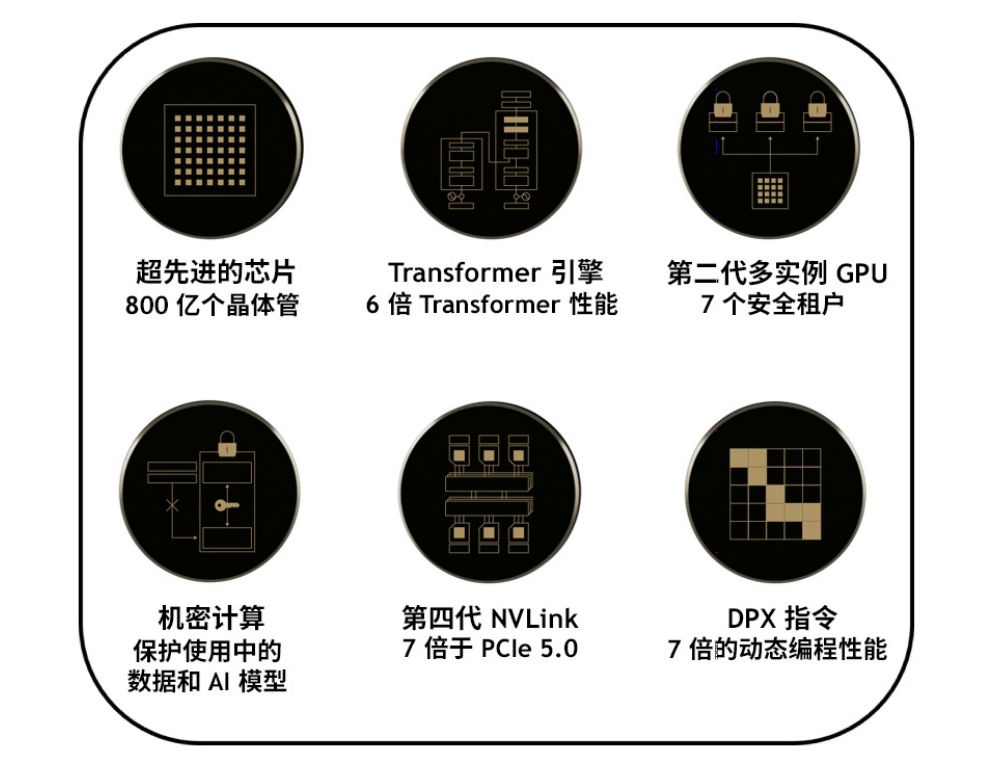 超先进的芯片
800 亿个晶体管
Transformer 引擎
6 倍 Transformer 性能
第二代多实例 GPU
7 个安全租户
机密计算
保护使用中的
数据和 AI 模型
第四代 NVLink
7 倍于 PCIe 5.0
DPX 指令
7 倍的动态编程性能